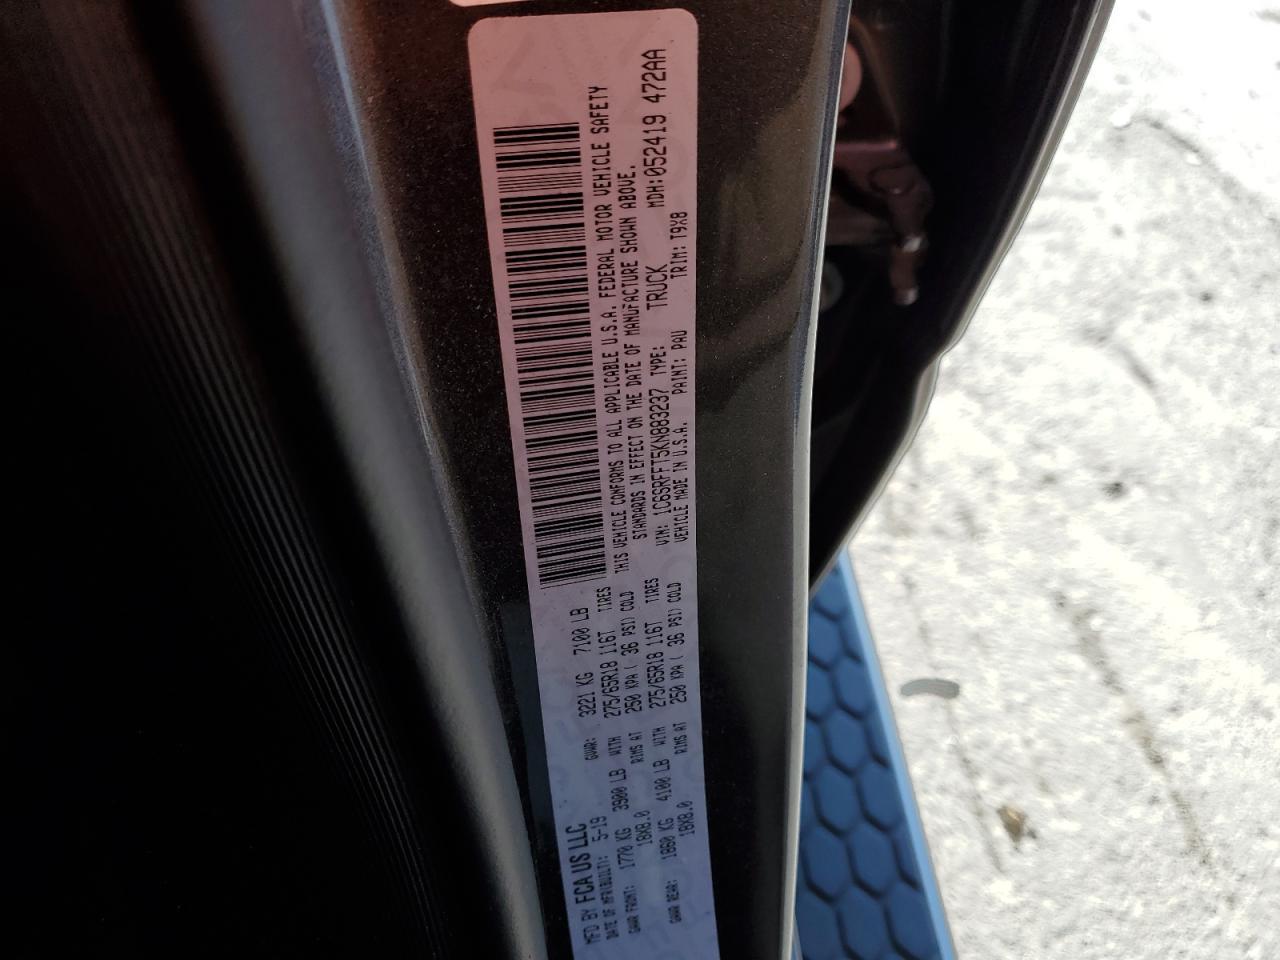 MFD BY FCA US LLC
DATE OF MFR(BUILT): 5-19 GVWR: 3221 KG 7100 LB
GAWR FRONT: 1770 KG 3900 LB WITH 275/65R18 116T TIRES
18X8.0 RIMS AT 250 KPA ( 36 PSI) COLD
GAWR REAR: 1860 KG 4100 LB WITH 275/65R18 116T TIRES
18X8.0 RIMS AT 250 KPA ( 36 PSI) COLD
THIS VEHICLE CONFORMS TO ALL APPLICABLE U.S.A. FEDERAL MOTOR VEHICLE SAFETY
STANDARDS IN EFFECT ON THE DATE OF MANUFACTURE SHOWN ABOVE.
VIN: 1C6SRFFT5KN883237 TYPE: TRUCK MDH:052419 472AA
VEHICLE MADE IN U.S.A. PAINT: PAU TRIM: T9X8